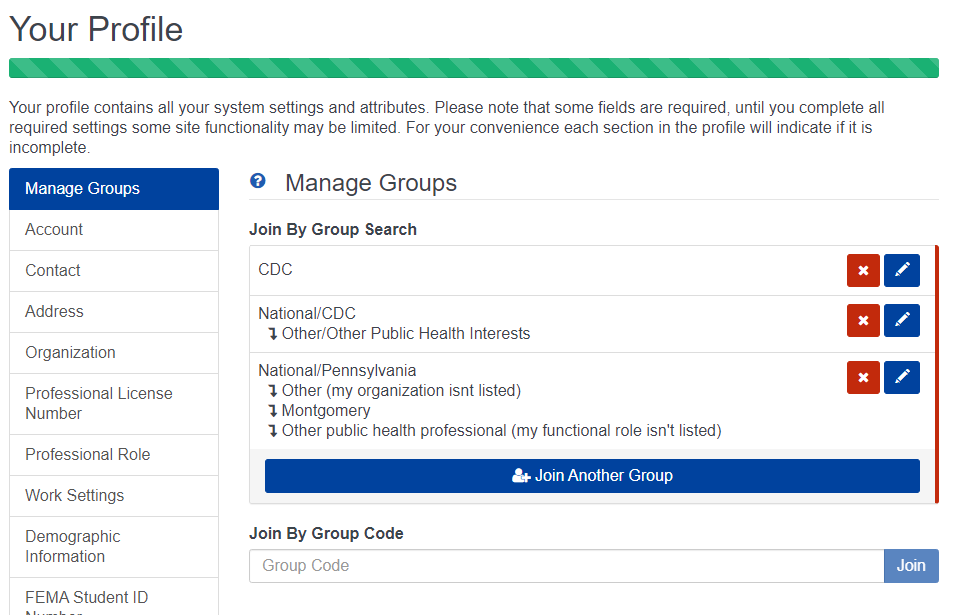 Your Profile
Your profile contains all your system settings and attributes. Please note that some fields are required, until you complete all
required settings some site functionality may be limited. For your convenience each section in the profile will indicate if it is
incomplete.
Manage Groups
Account
Contact
Address
Organization
Professional License
Number
Professional Role
Work Settings
Demographic
Information
FEMA Student ID
Number
Manage Groups
Join By Group Search
CDC
National/CDC
Other/Other Public Health Interests
National/Pennsylvania
Other (my organization isnt listed)
Montgomery
Other public health professional (my functional role isn't listed)
Join Another Group
Join By Group Code
Group Code
Join